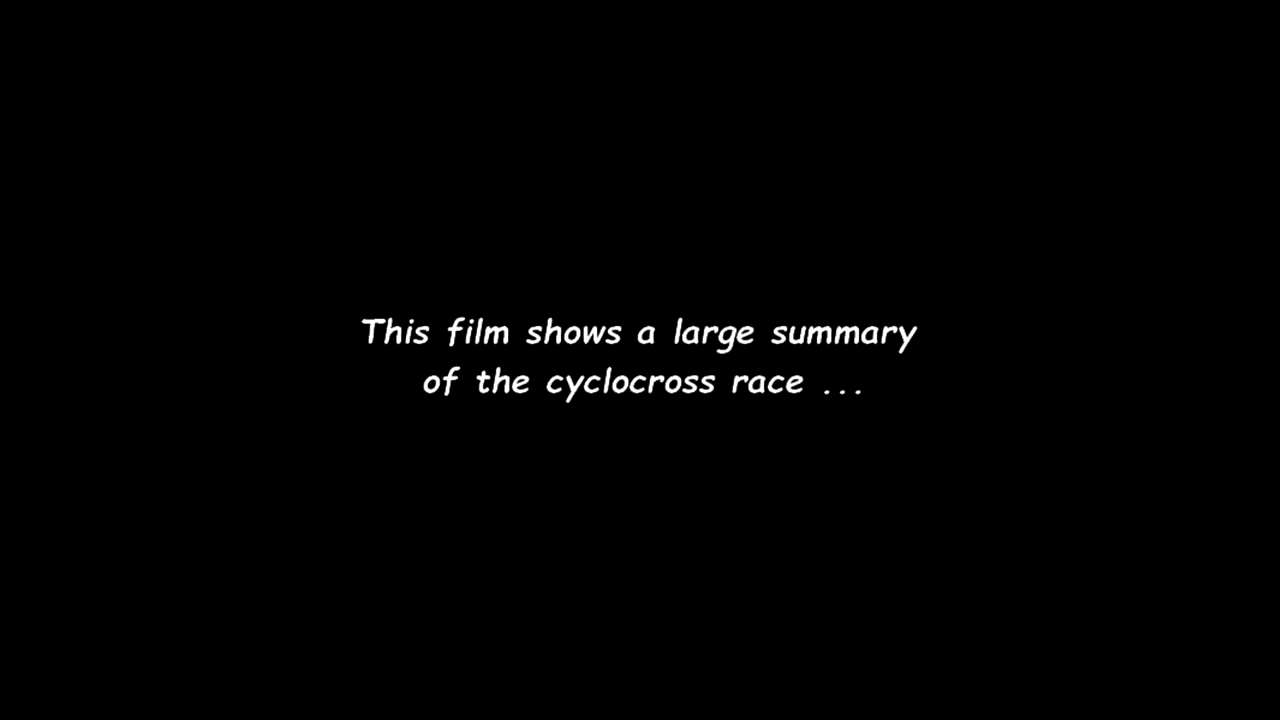 This film shows a large summary
of the cyclocross race ...